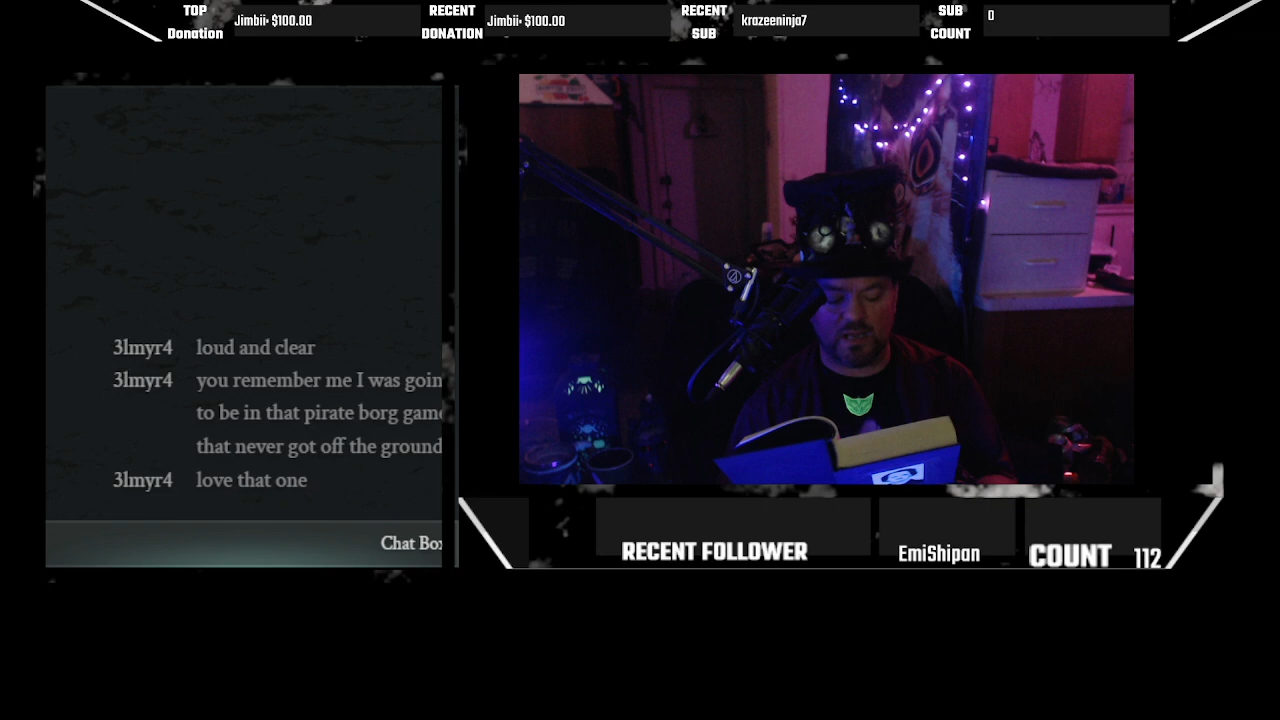 TOP
Donation
Jimbii• $100.00
RECENT
DONATION
Jimbii• $100.00
RECENT
SUB
krazeeninja7
SUB
COUNT
0
3lmyr4 loud and clear
3lmyr4 you remember me I was goin
to be in that pirate borg game
that never got off the ground
3lmyr4 love that one
Chat Box
RECENT FOLLOWER
EmiShipan
COUNT
112